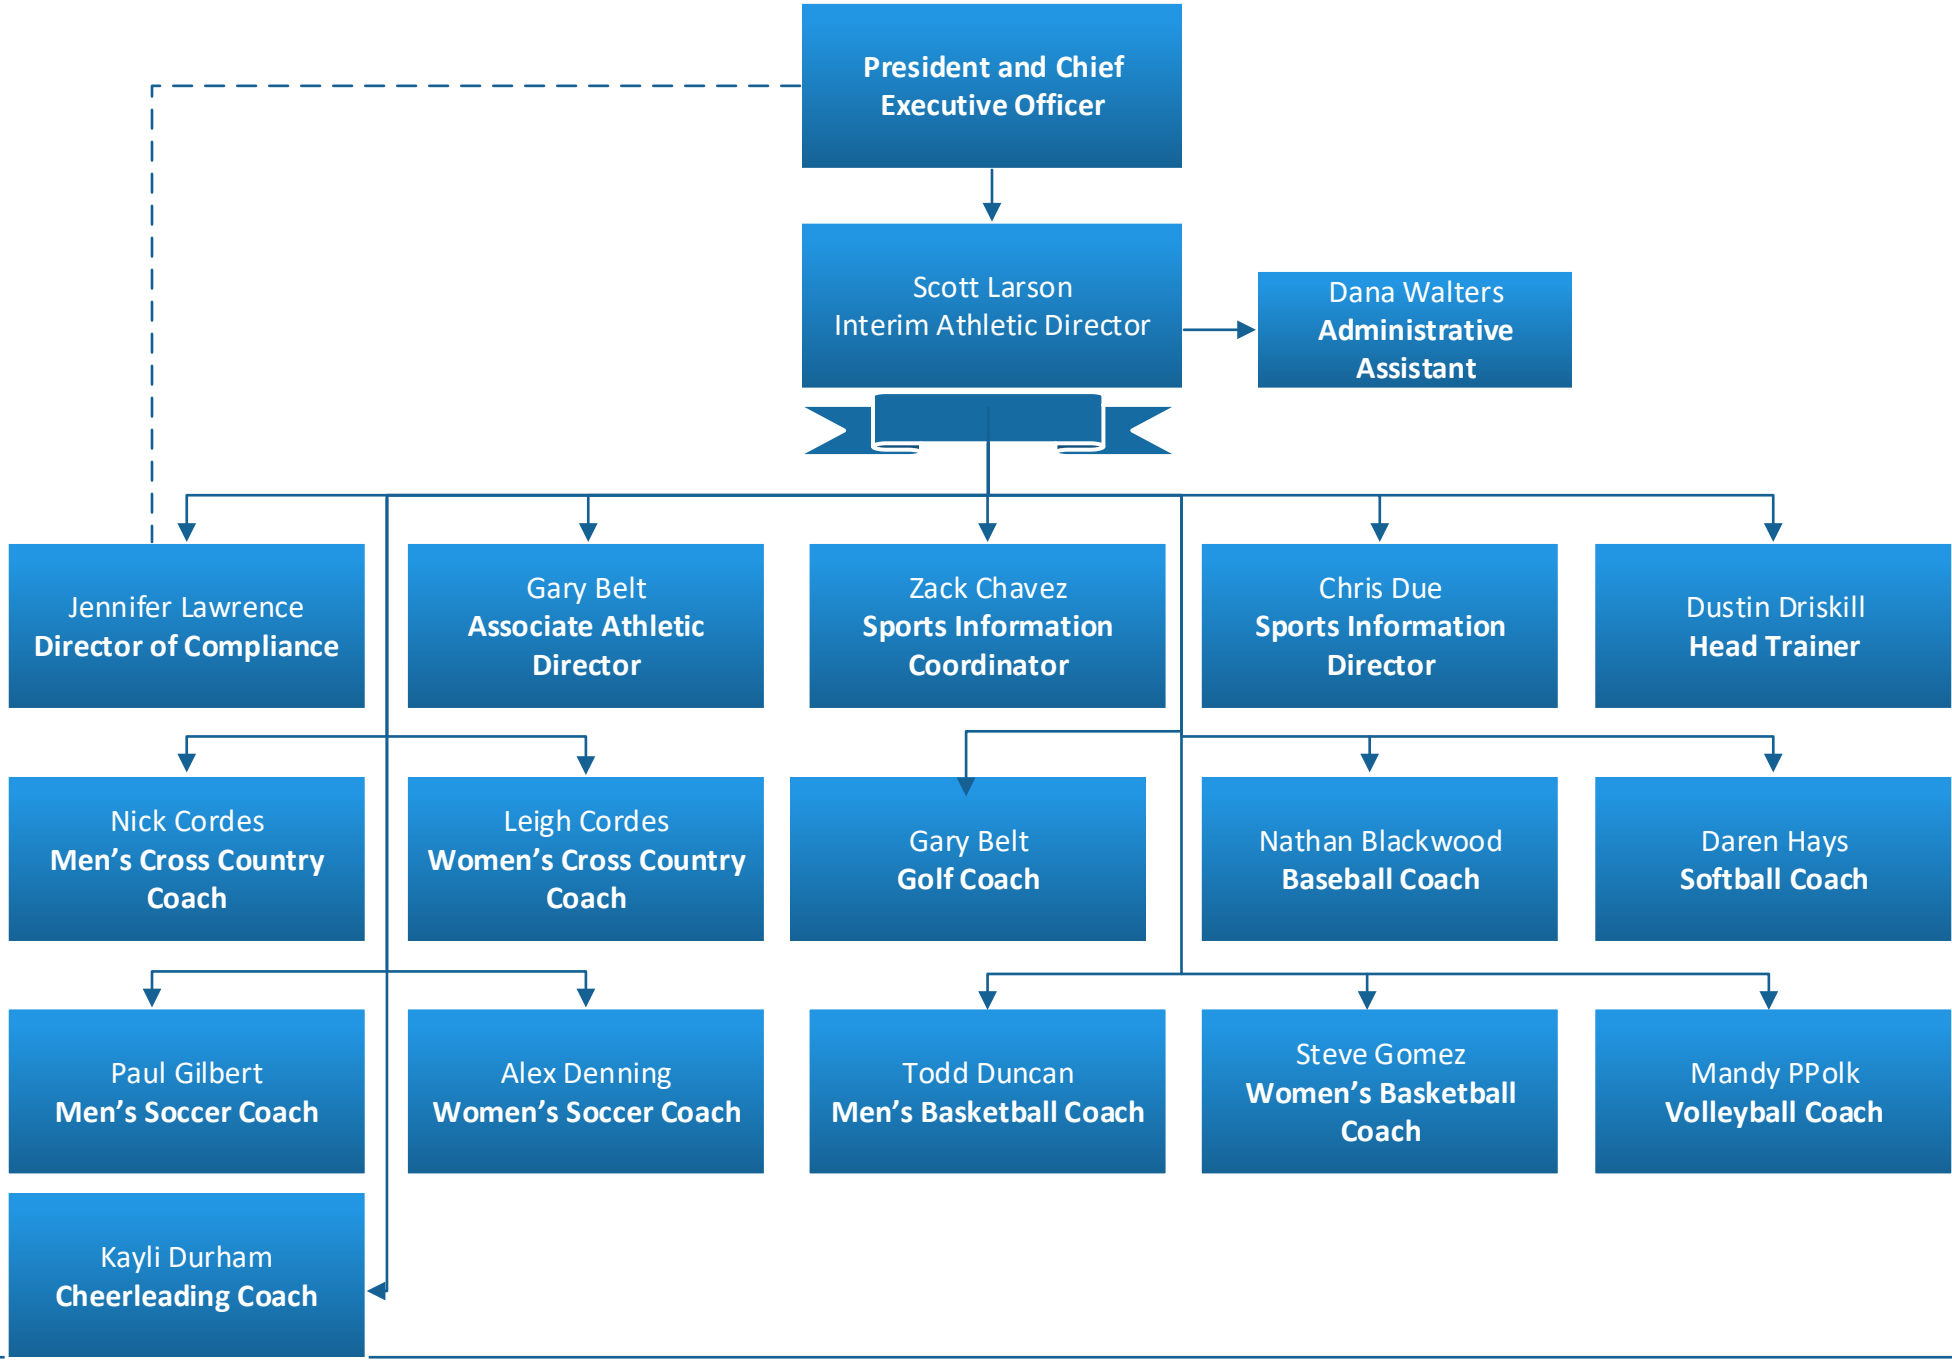 President and Chief
Executive Officer
Scott Larson
Interim Athletic Director
Dana Walters
Administrative
Assistant
Jennifer Lawrence
Director of Compliance
Gary Belt
Associate Athletic
Director
Zack Chavez
Sports Information
Coordinator
Chris Due
Sports Information
Director
Dustin Driskill
Head Trainer
Nick Cordes
Men’s Cross Country
Coach
Leigh Cordes
Women’s Cross Country
Coach
Gary Belt
Golf Coach
Nathan Blackwood
Baseball Coach
Daren Hays
Softball Coach
Paul Gilbert
Men’s Soccer Coach
Alex Denning
Women’s Soccer Coach
Todd Duncan
Men’s Basketball Coach
Steve Gomez
Women’s Basketball
Coach
Mandy PPolk
Volleyball Coach
Kayli Durham
Cheerleading Coach